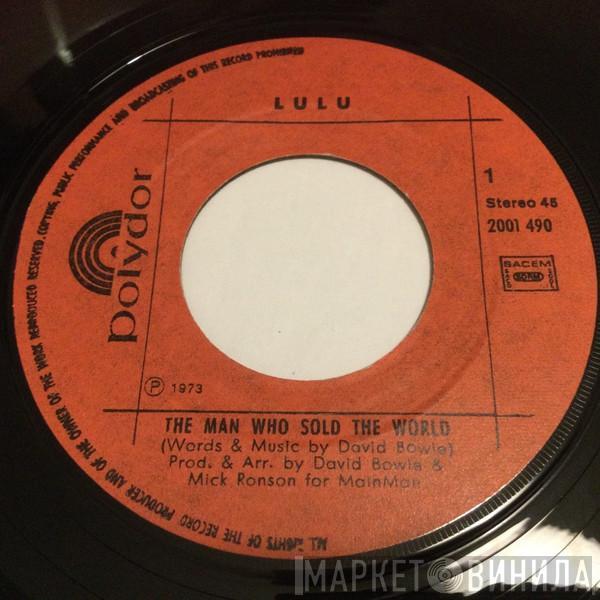 ALL RIGHTS OF THE RECORD PRODUCER AND OF THE OWNER OF THE WORK REPRODUCED RESERVED. COPYING, PUBLIC PERFORMANCE AND BROADCASTING OF THIS RECORD PROHIBITED
LULU
polydor
1
Stereo 45
2001 490
SACEM
BIEM
℗ 1973
THE MAN WHO SOLD THE WORLD
(Words & Music by David Bowie)
Prod. & Arr. by David Bowie &
Mick Ronson for MainMan
МАРКЕТ ВИНИЛА